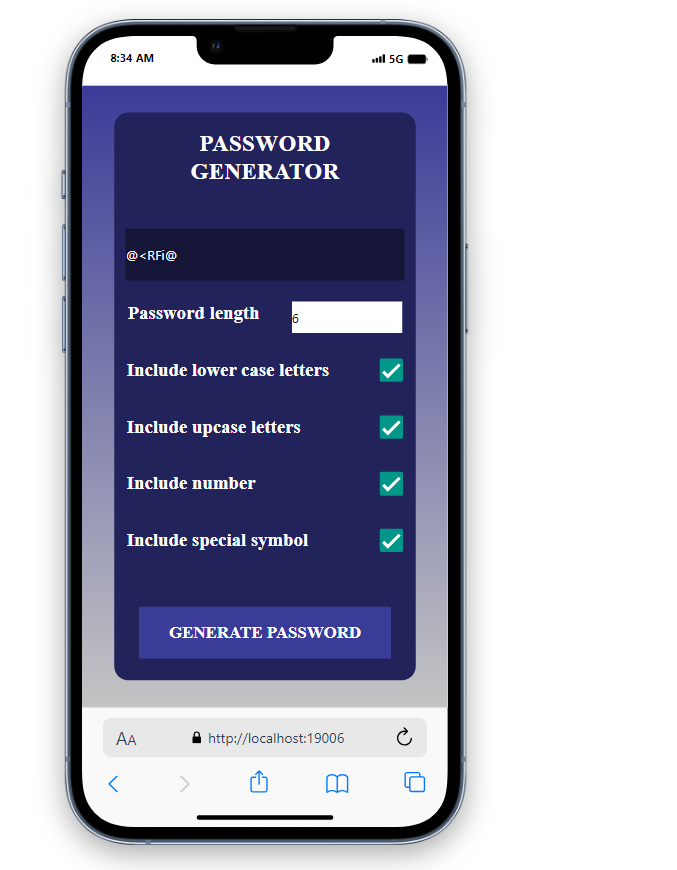 8:34 AM 5G
PASSWORD
GENERATOR
@<RFi@
Password length 6
Include lower case letters
Include upcase letters
Include number
Include special symbol
GENERATE PASSWORD
AA http://localhost:19006